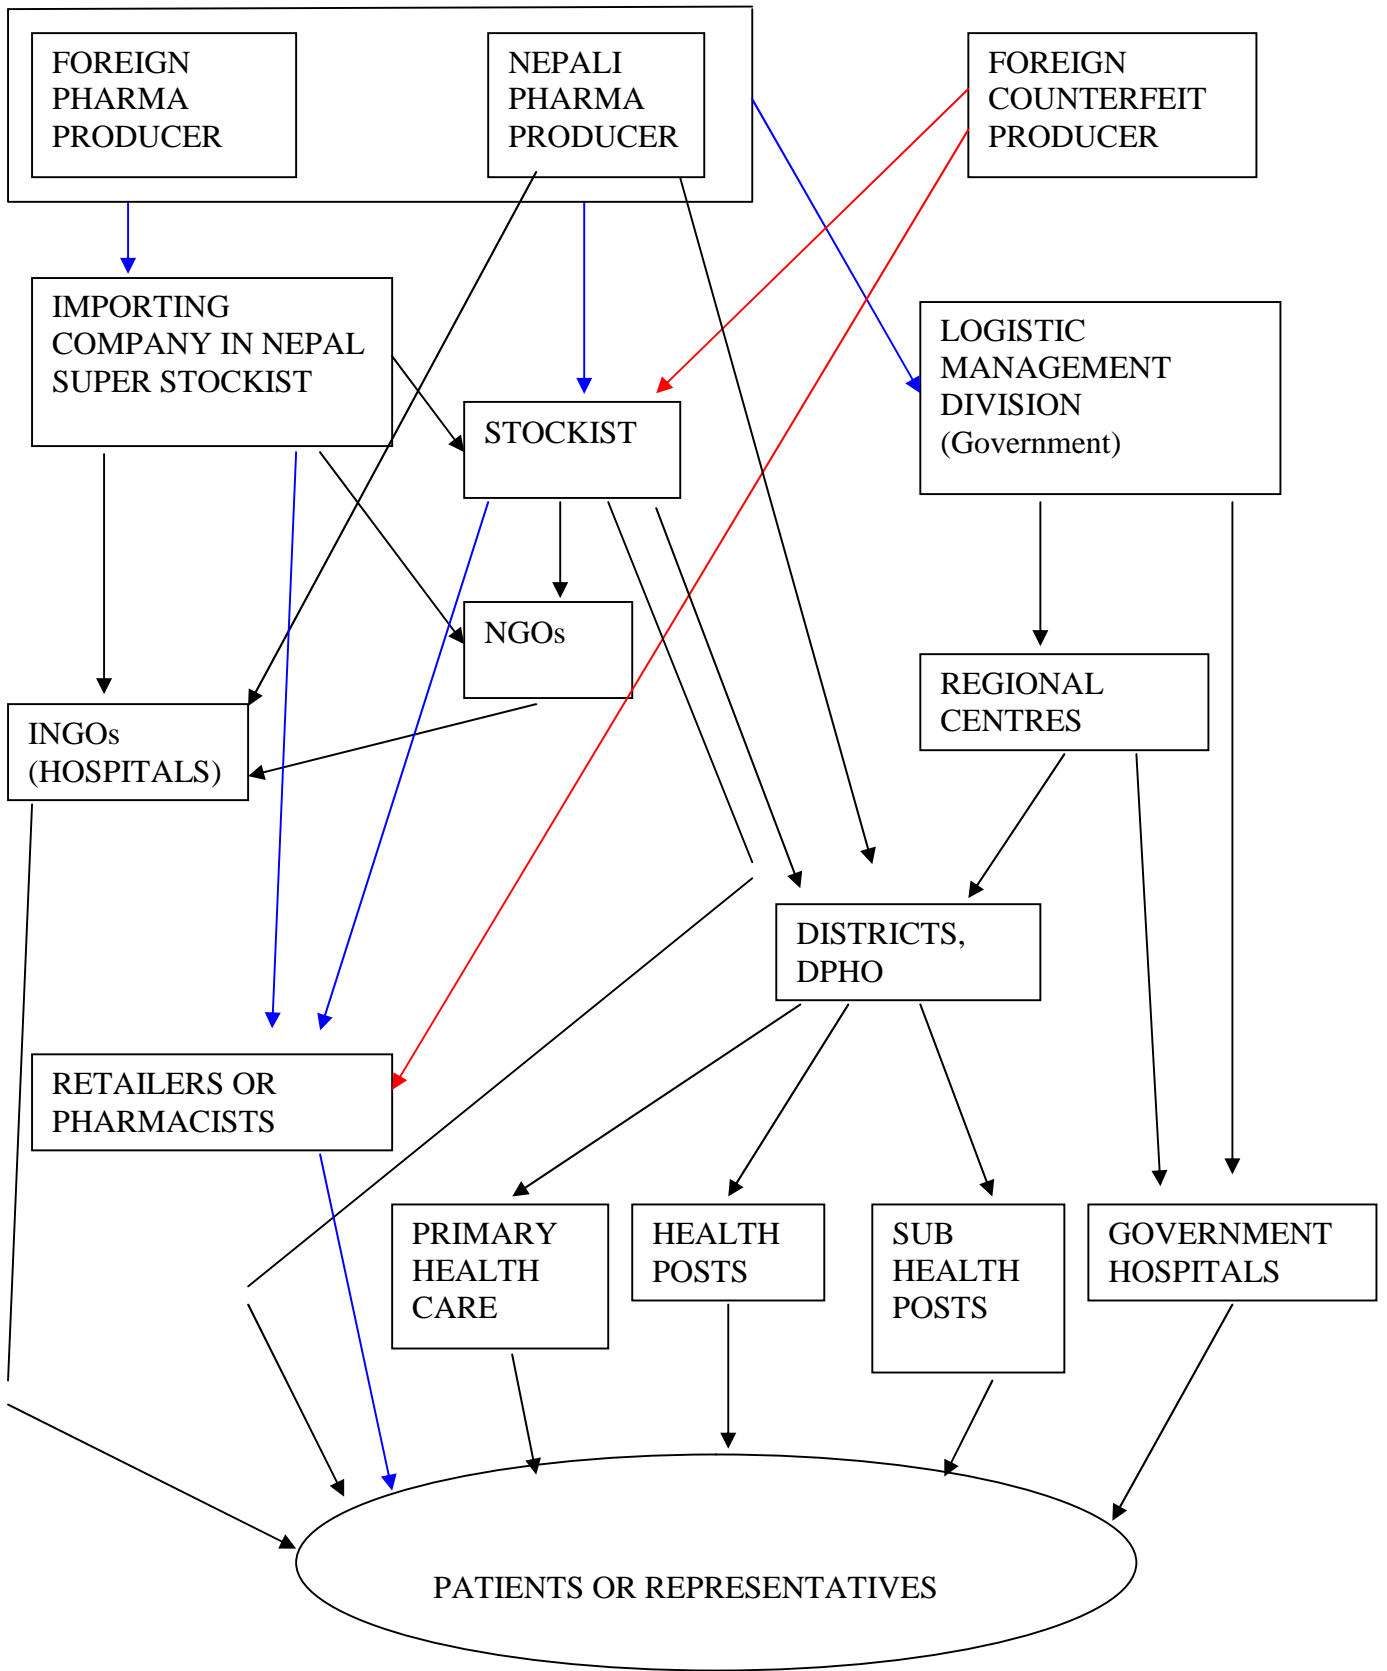 FOREIGN
PHARMA
PRODUCER
NEPALI
PHARMA
PRODUCER
FOREIGN
COUNTERFEIT
PRODUCER
IMPORTING
COMPANY IN NEPAL
SUPER STOCKIST
LOGISTIC
MANAGEMENT
DIVISION
(Government)
STOCKIST
NGOs
REGIONAL
CENTRES
INGOs
(HOSPITALS)
DISTRICTS,
DPHO
RETAILERS OR
PHARMACISTS
PRIMARY
HEALTH
CARE
HEALTH
POSTS
SUB
HEALTH
POSTS
GOVERNMENT
HOSPITALS
PATIENTS OR REPRESENTATIVES